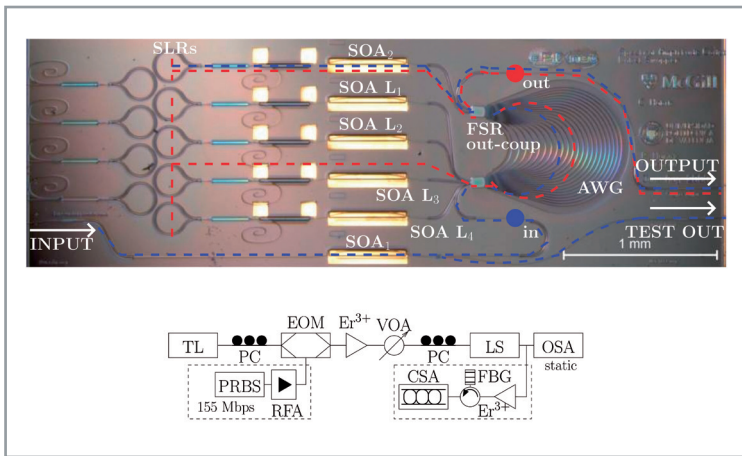 SLRs
SOA₂
SOA L₁
SOA L₂
SOA L₃
SOA L₄
SOA₁
out
FSR
out-coup
AWG
in
McGill
OUTPUT
TEST OUT
INPUT
1 mm
TL
PC
EOM
Er³⁺
VOA
PC
LS
OSA
static
PRBS
155 Mbps
RFA
CSA
FBG
Er³⁺